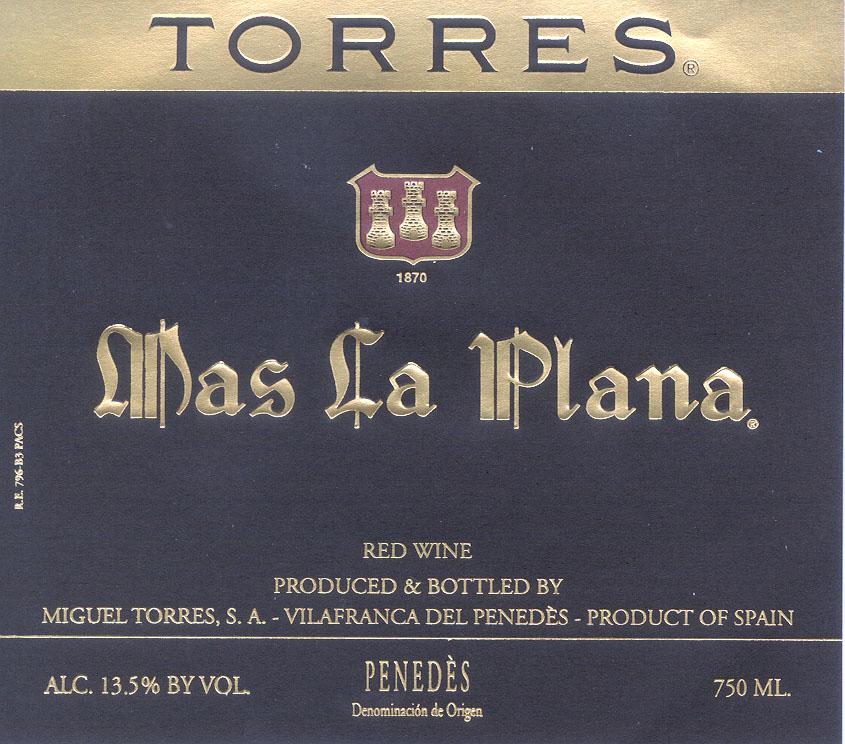 TORRES®
1870
Mas La Plana®
R.E. 796-B3 PACS
RED WINE
PRODUCED & BOTTLED BY
MIGUEL TORRES, S. A. - VILAFRANCA DEL PENEDÈS - PRODUCT OF SPAIN
ALC. 13.5% BY VOL.
PENEDÈS
Denominación de Origen
750 ML.